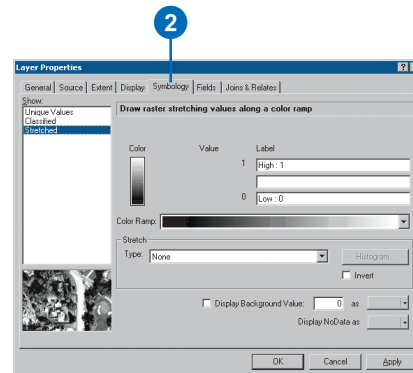 2
Layer Properties ?
General Source Extent Display Symbology Fields Joins & Relates
Show:
Unique Values
Classified
Stretched
Draw raster stretching values along a color ramp
Color Value Label
1 High : 1
0 Low : 0
Color Ramp:
Stretch
Type: None Histogram...
Invert
Display Background Value: 0 as
Display NoData as
OK Cancel Apply